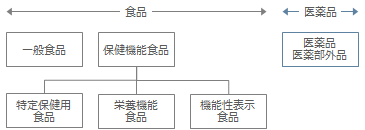 食品
医薬品
一般食品
保健機能食品
医薬品
医薬部外品
特定保健用
食品
栄養機能
食品
機能性表示
食品